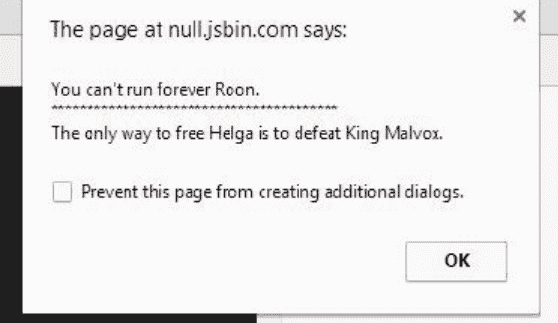 The page at null.jsbin.com says:
You can't run forever Roon.
****************************************
The only way to free Helga is to defeat King Malvox.
Prevent this page from creating additional dialogs.
OK